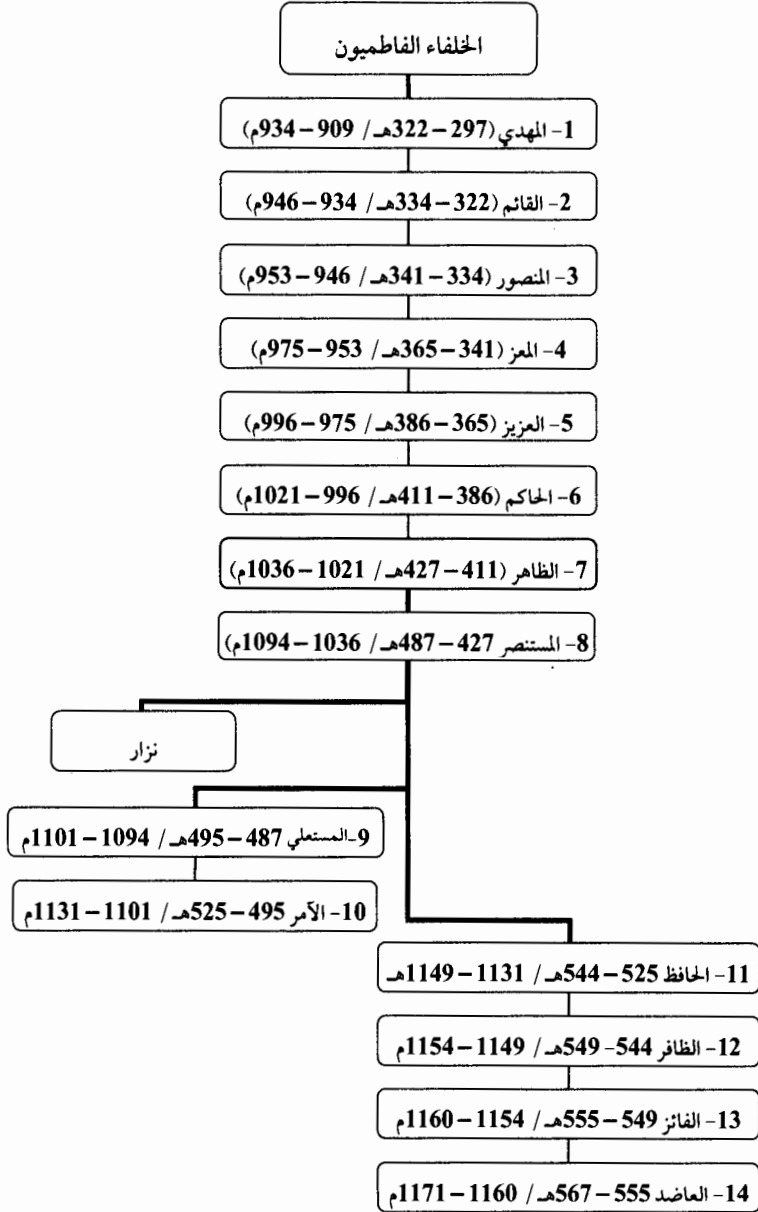 الخلفاء الفاطميون
1- المهدي (297–322هـ / 909–934م)
2- القائم (322–334هـ / 934–946م)
3- المنصور (334–341هـ / 946–953م)
4- المعز (341–365هـ / 953–975م)
5- العزيز (365–386هـ / 975–996م)
6- الحاكم (386–411هـ / 996–1021م)
7- الظاهر (411–427هـ / 1021–1036م)
8- المستنصر 427–487هـ / 1036–1094م)
نزار
9-المستعلي 487–495هـ / 1094–1101م
10- الآمر 495–525هـ / 1101–1131م
11- الحافظ 525–544هـ / 1131–1149هـ
12- الظافر 544-549هـ / 1149–1154م
13- الفائز 549–555هـ / 1154–1160م
14- العاضد 555–567هـ / 1160–1171م